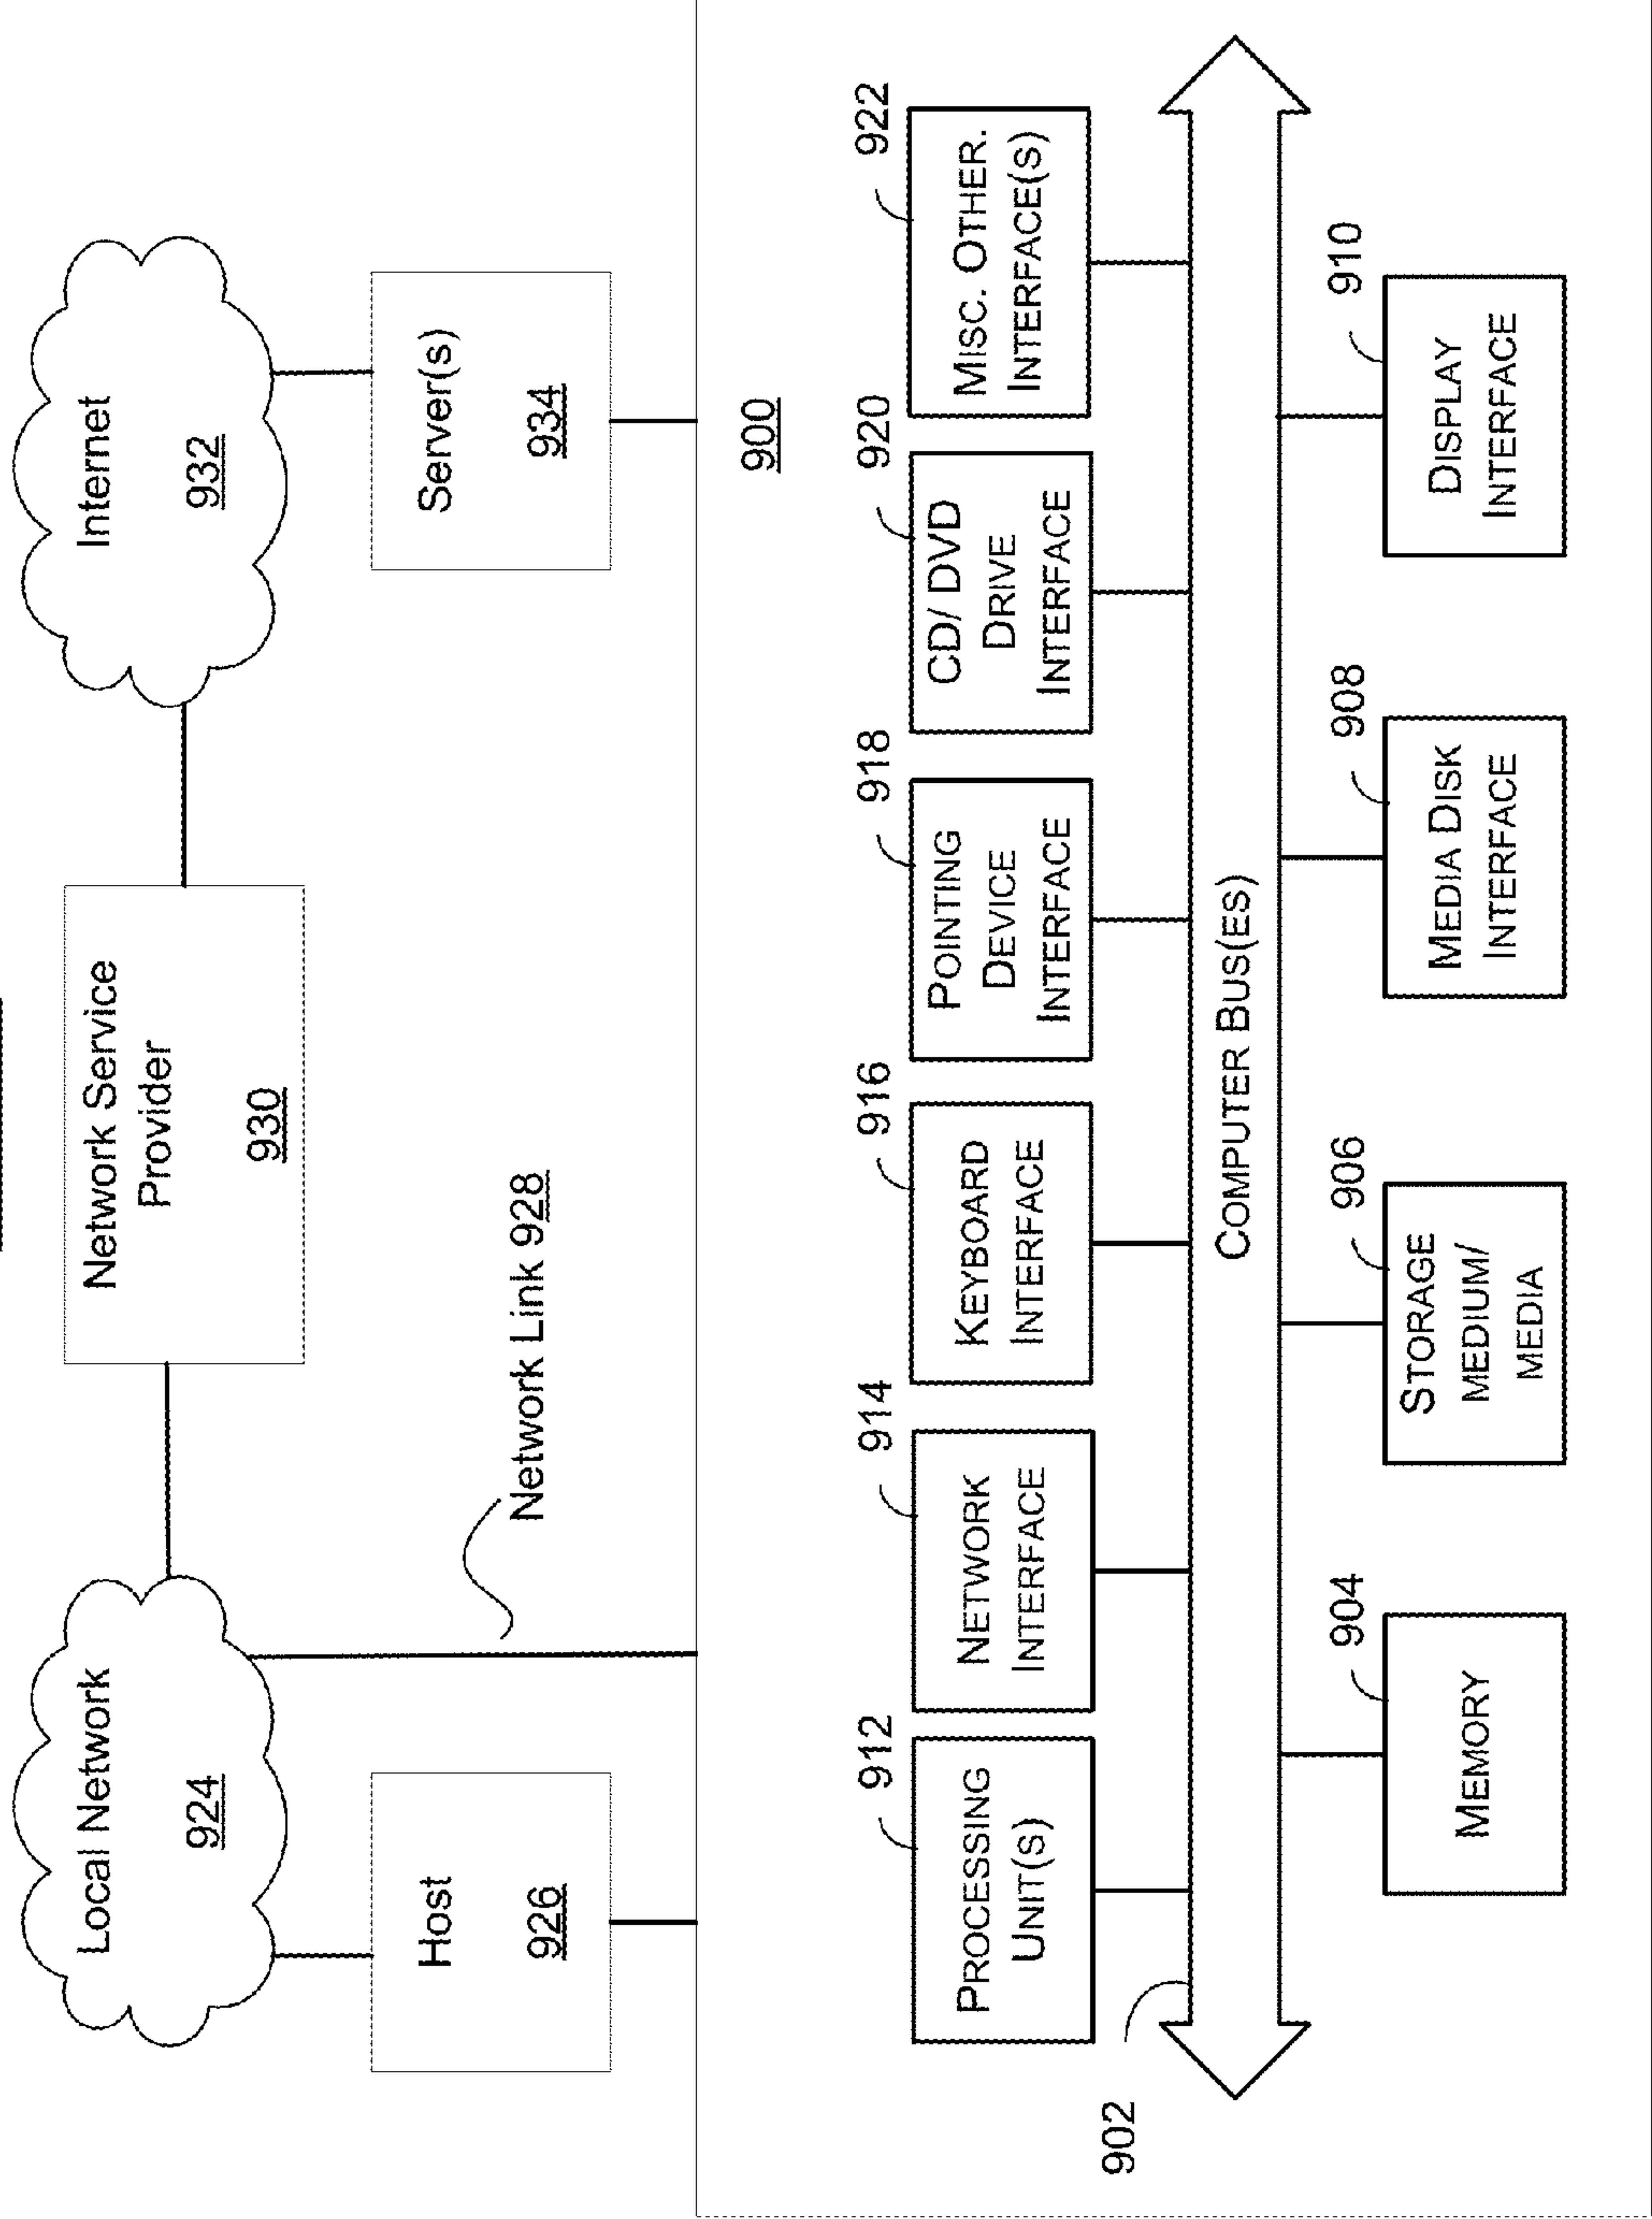 Local Network
924
Network Service
Provider
930
Internet
932
Host
926
Network Link 928
Server(s)
934
900
912
914
916
918
920
922
PROCESSING
UNIT(S)
NETWORK
INTERFACE
KEYBOARD
INTERFACE
POINTING
DEVICE
INTERFACE
CD/ DVD
DRIVE
INTERFACE
MISC. OTHER.
INTERFACE(S)
902
COMPUTER BUS(ES)
904
906
908
910
MEMORY
STORAGE
MEDIUM/
MEDIA
MEDIA DISK
INTERFACE
DISPLAY
INTERFACE